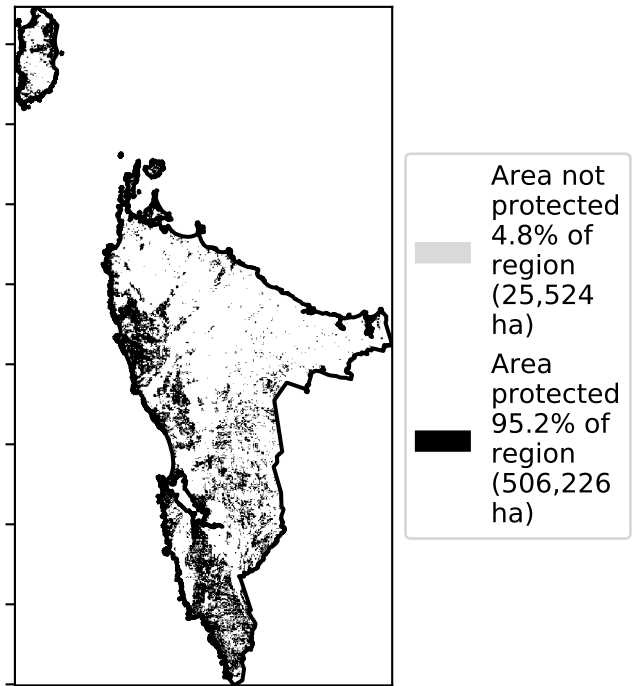 Area not
protected
4.8% of
region
(25,524
ha)
Area
protected
95.2% of
region
(506,226
ha)